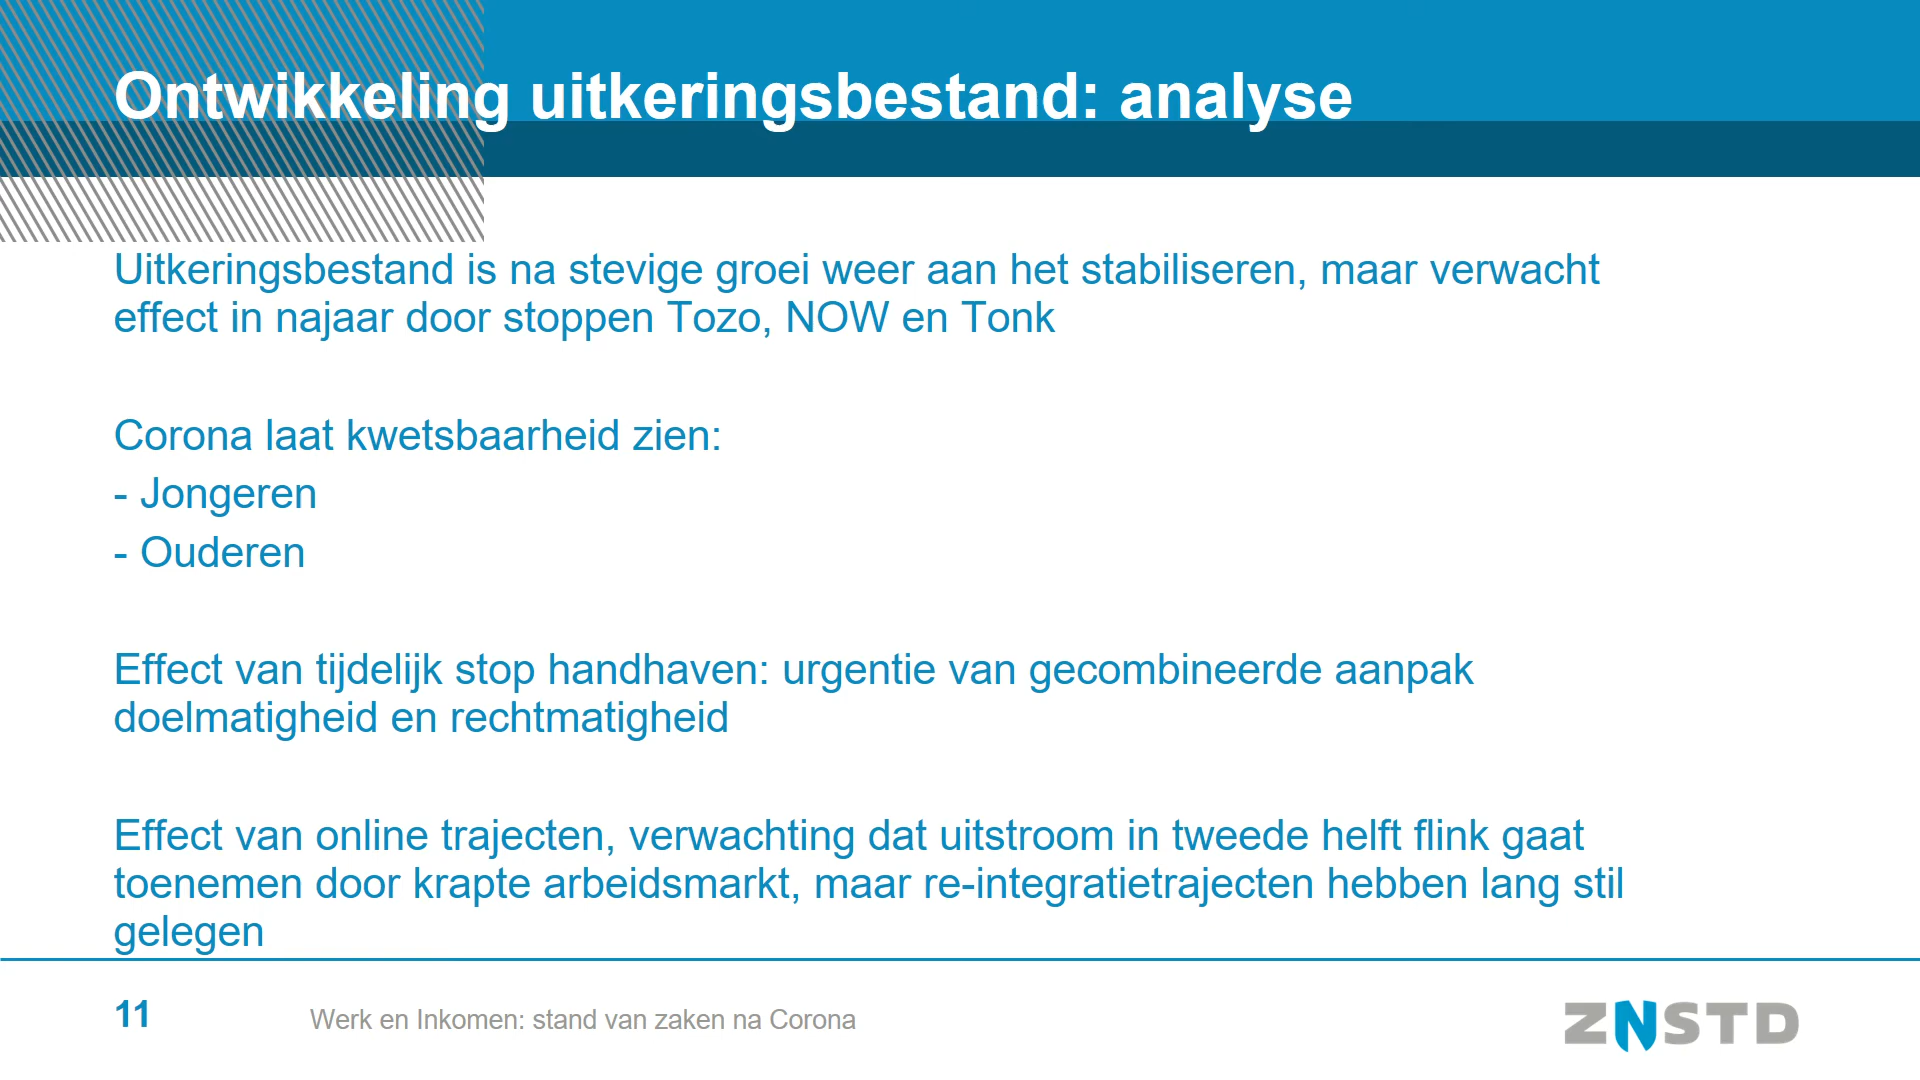 Ontwikkeling uitkeringsbestand: analyse
Uitkeringsbestand is na stevige groei weer aan het stabiliseren, maar verwacht
effect in najaar door stoppen Tozo, NOW en Tonk
Corona laat kwetsbaarheid zien:
- Jongeren
- Ouderen
Effect van tijdelijk stop handhaven: urgentie van gecombineerde aanpak
doelmatigheid en rechtmatigheid
Effect van online trajecten, verwachting dat uitstroom in tweede helft flink gaat
toenemen door krapte arbeidsmarkt, maar re-integratietrajecten hebben lang stil
gelegen
11
Werk en Inkomen: stand van zaken na Corona
ZNSTD